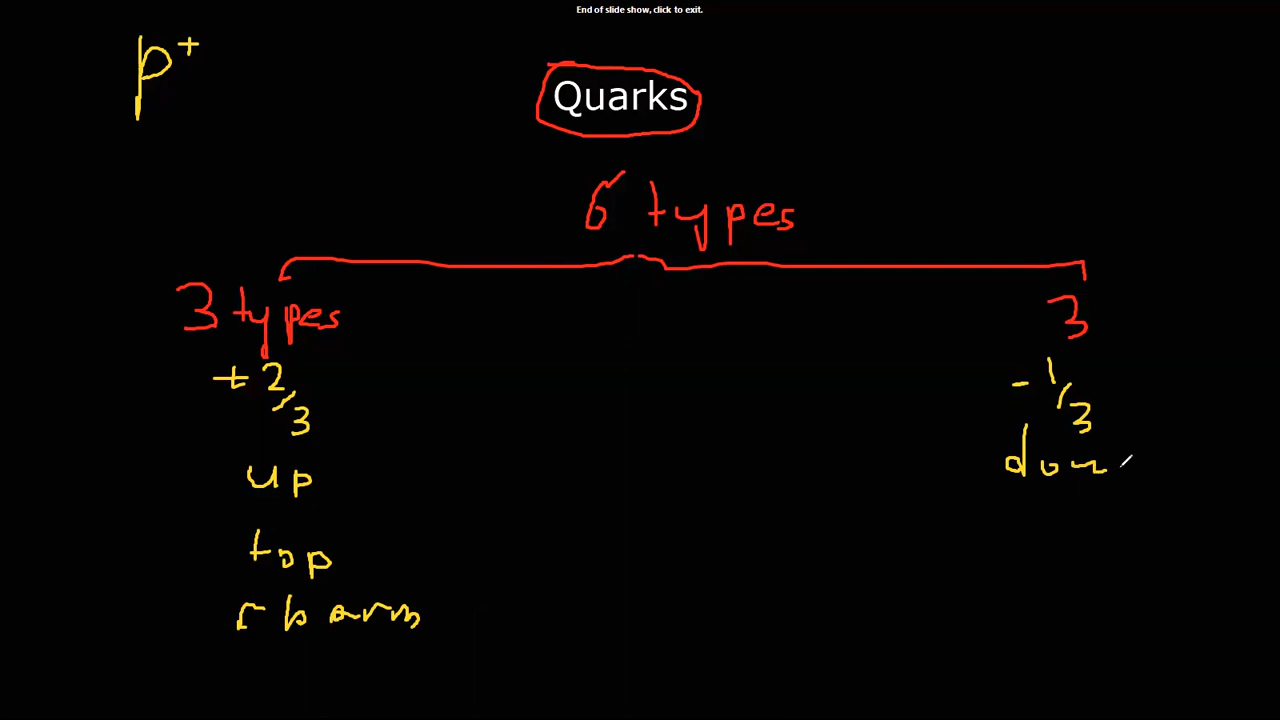 End of slide show, click to exit.
p+
Quarks
6 types
3 types 3
+2/3 -1/3
up dow
top
charm